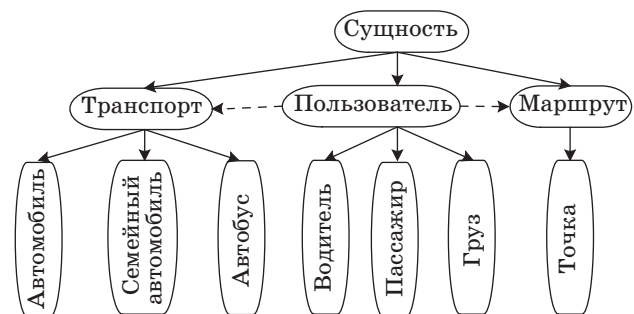 Сущность
Транспорт
Пользователь
Маршрут
Автомобиль
Семейный
автомобиль
Автобус
Водитель
Пассажир
Груз
Точка